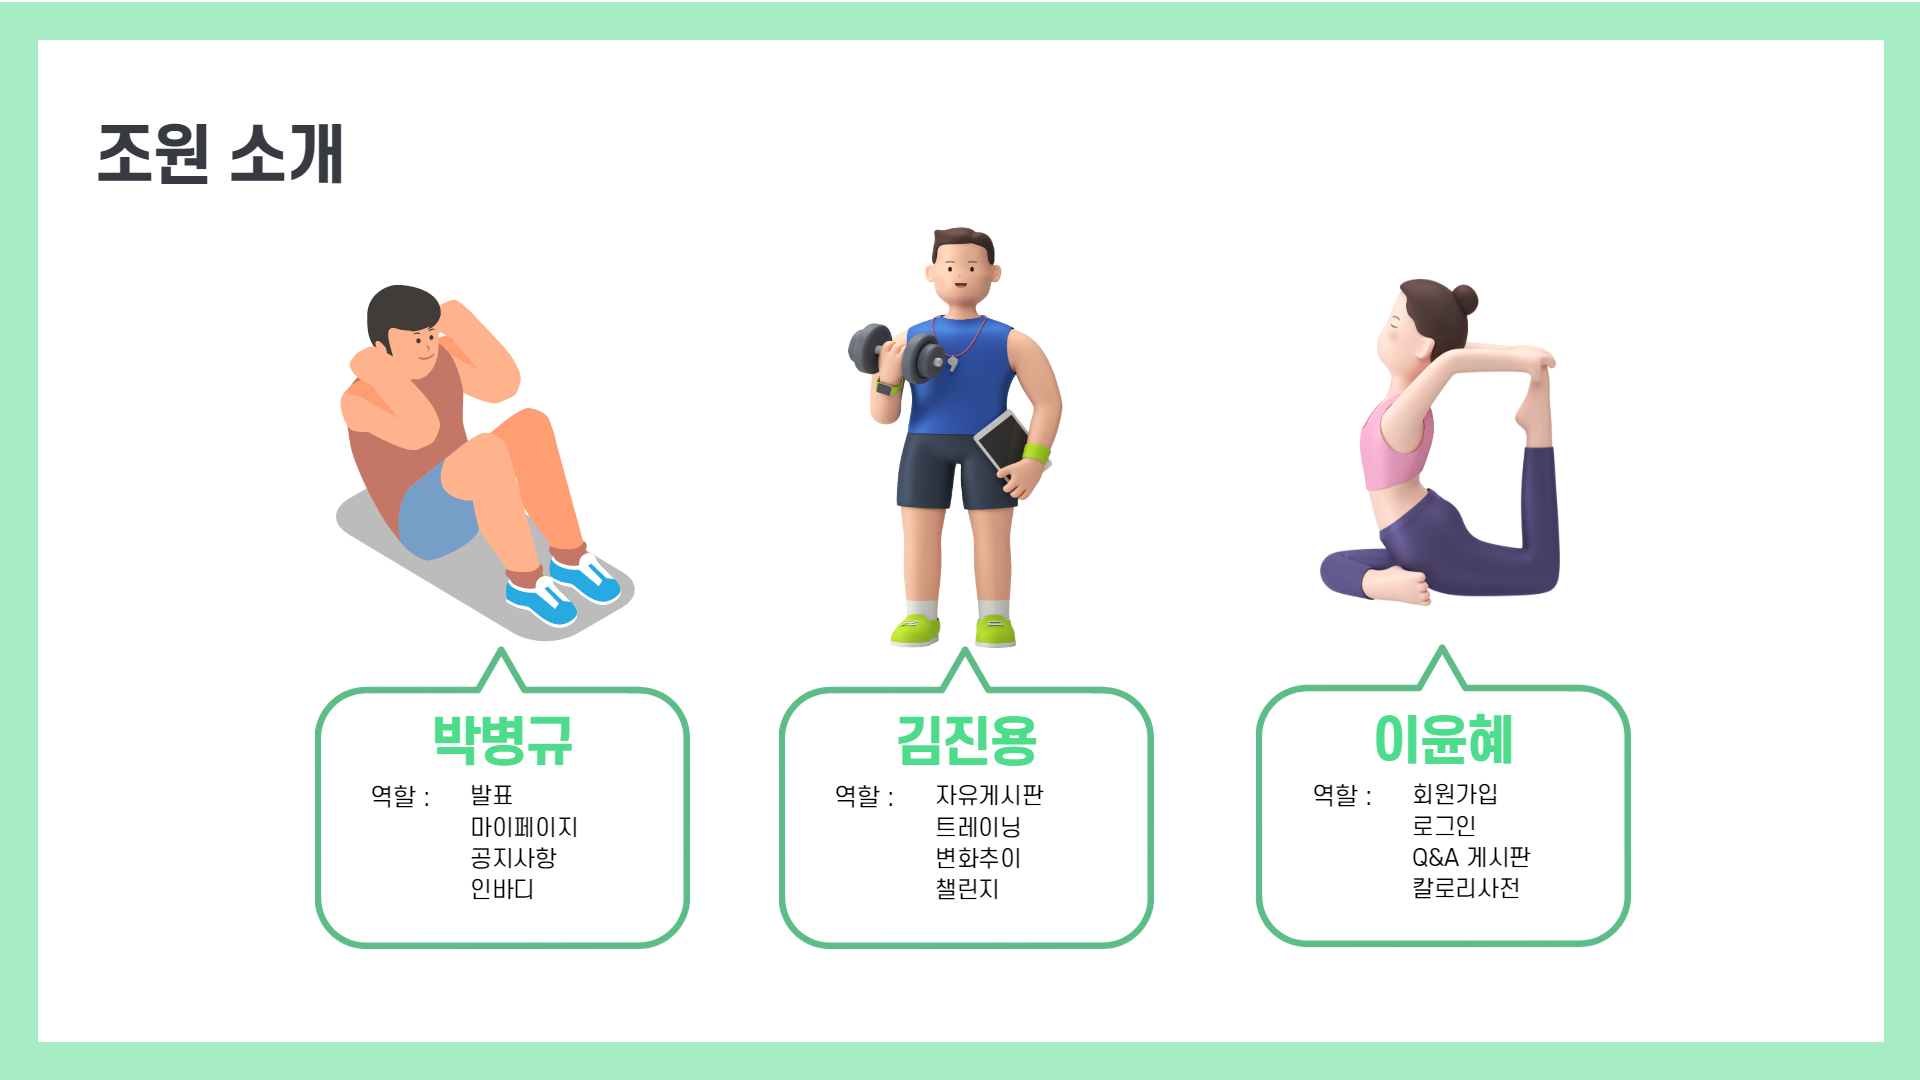 조원 소개
박병규
역할 :
발표
마이페이지
공지사항
인바디
김진용
역할 :
자유게시판
트레이닝
변화추이
챌린지
이윤혜
역할 :
회원가입
로그인
Q&A 게시판
칼로리사전